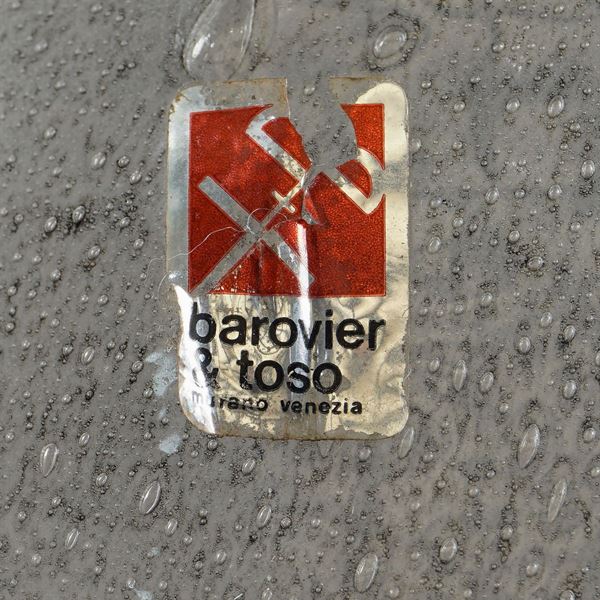 barovier
& toso
murano venezia